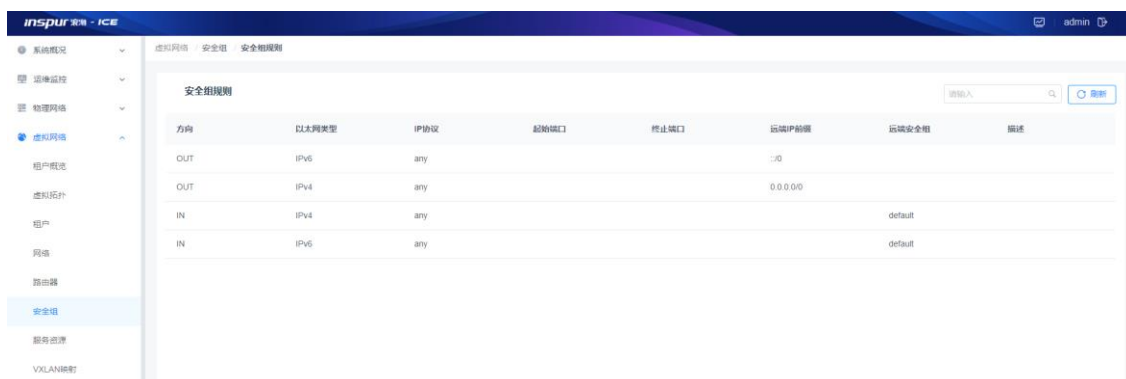 inspur 浪潮 - ICE
admin
系统概况
运维监控
物理网络
虚拟网络
租户概览
虚拟拓扑
租户
网络
路由器
安全组
服务资源
VXLAN映射
虚拟网络 / 安全组 / 安全组规则
安全组规则
请输入
刷新
方向 以太网类型 IP协议 起始端口 终止端口 远端IP前缀 远端安全组 描述
OUT IPv6 any ::/0
OUT IPv4 any 0.0.0.0/0
IN IPv4 any default
IN IPv6 any default